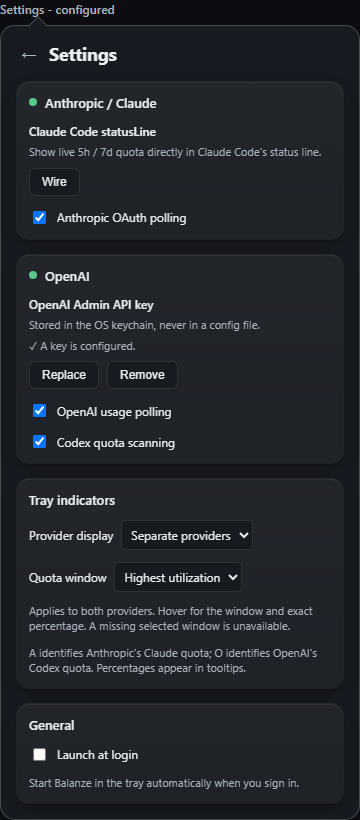 Settings - configured
← Settings
Anthropic / Claude
Claude Code statusLine
Show live 5h / 7d quota directly in Claude Code's status line.
Wire
Anthropic OAuth polling
OpenAI
OpenAI Admin API key
Stored in the OS keychain, never in a config file.
✓ A key is configured.
Replace Remove
OpenAI usage polling
Codex quota scanning
Tray indicators
Provider display Separate providers
Quota window Highest utilization
Applies to both providers. Hover for the window and exact
percentage. A missing selected window is unavailable.
A identifies Anthropic's Claude quota; O identifies OpenAI's
Codex quota. Percentages appear in tooltips.
General
Launch at login
Start Balanze in the tray automatically when you sign in.